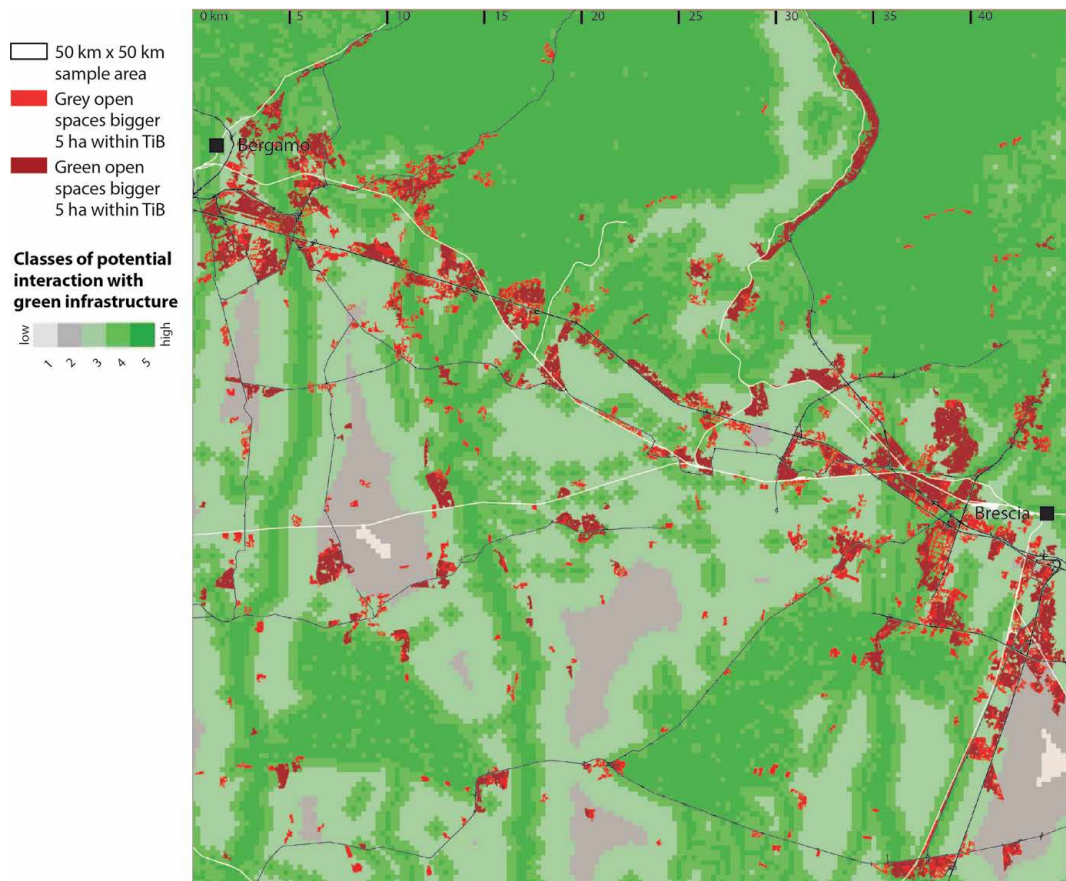 0 km 5 10 15 20 25 30 35 40
50 km x 50 km
sample area
Grey open
spaces bigger
5 ha within TiB
Green open
spaces bigger
5 ha within TiB
Classes of potential
interaction with
green infrastructure
low
high
1 2 3 4 5
Bergamo
Brescia